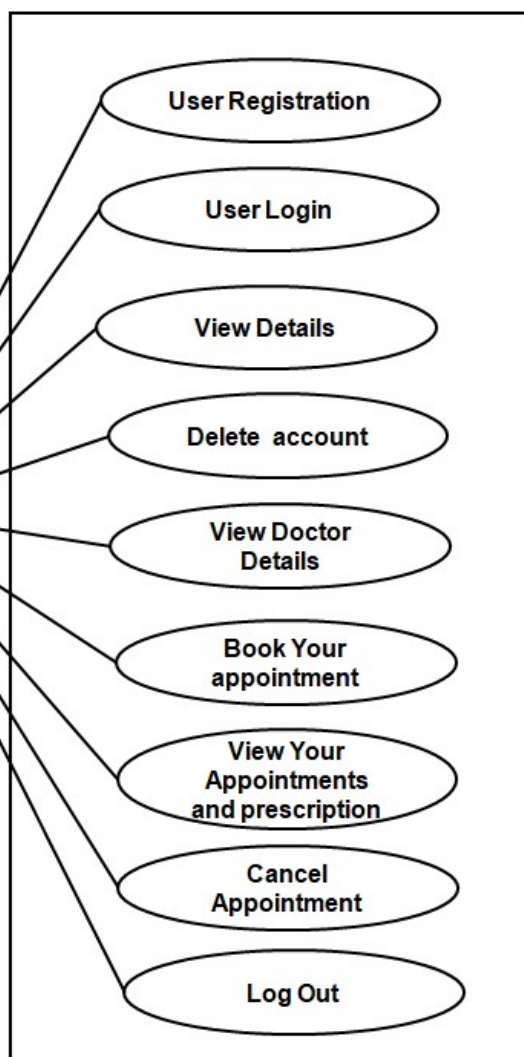 User Registration
User Login
View Details
Delete account
View Doctor
Details
Book Your
appointment
View Your
Appointments
and prescription
Cancel
Appointment
Log Out